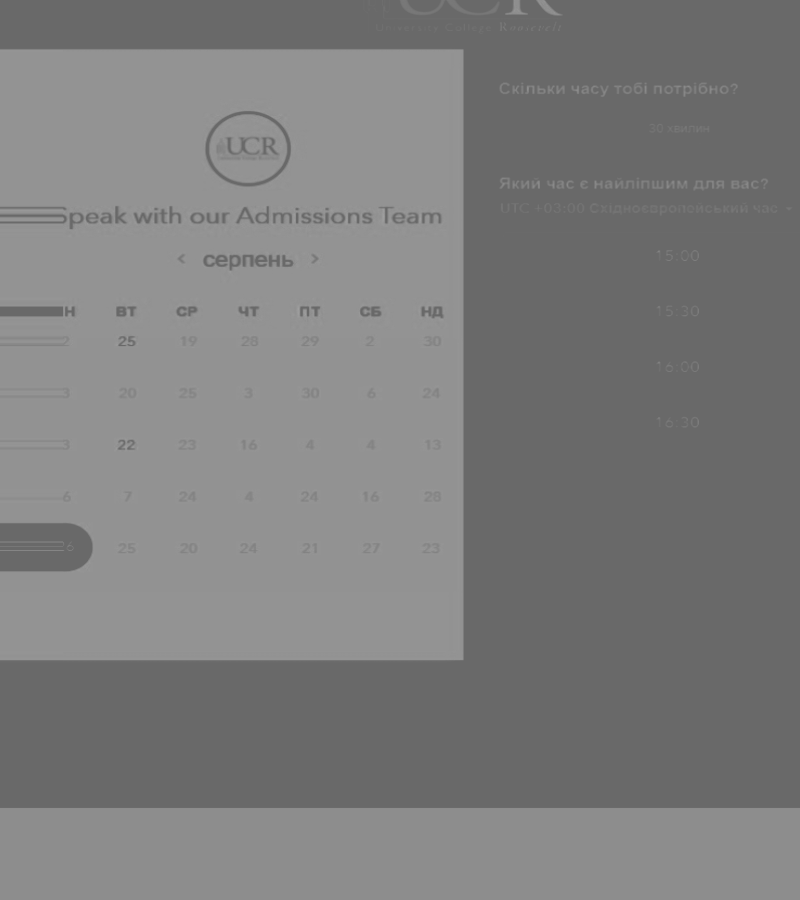 UCR
University College Roosevelt
Скільки часу тобі потрібно?
30 хвилин
UCR
Speak with our Admissions Team
Який час є найліпшим для вас?
UTC +03:00 Східноєвропейський час
серпень
15:00
15:30
Н ВТ СР ЧТ ПТ СБ НД
2 25 19 28 29 2 30
16:00
3 20 25 3 30 6 24
16:30
3 22 23 16 4 4 13
6 7 24 4 24 16 28
6 25 20 24 21 27 23